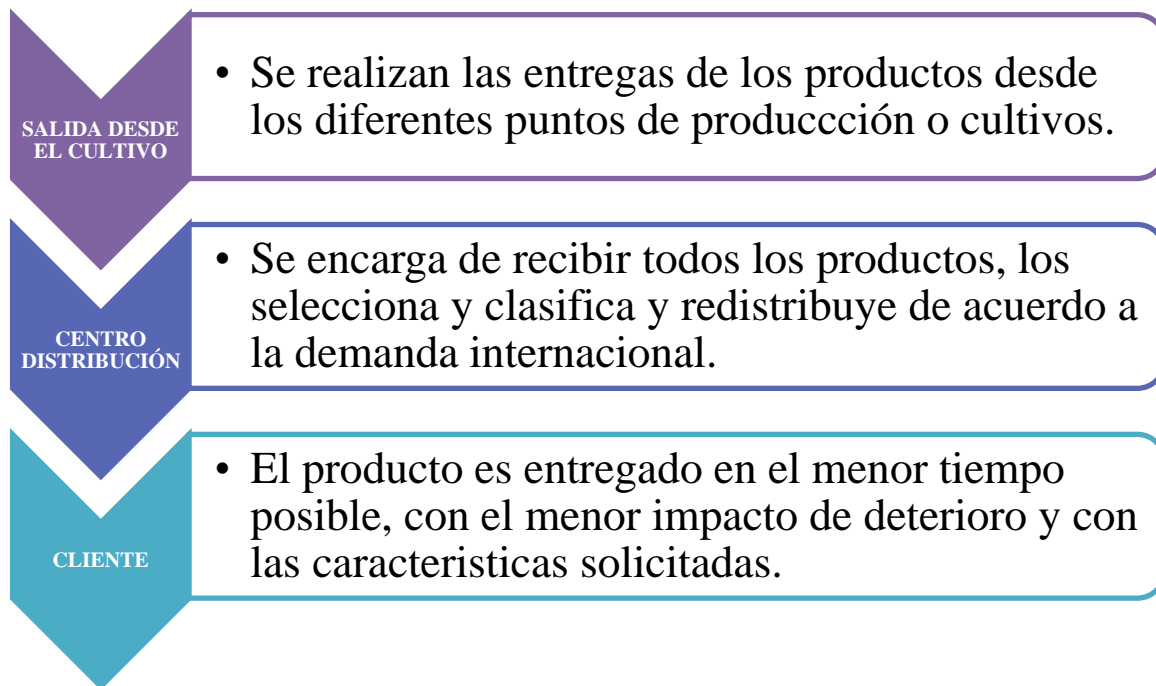 SALIDA DESDE
EL CULTIVO
• Se realizan las entregas de los productos desde
los diferentes puntos de produccción o cultivos.
CENTRO
DISTRIBUCIÓN
• Se encarga de recibir todos los productos, los
selecciona y clasifica y redistribuye de acuerdo a
la demanda internacional.
CLIENTE
• El producto es entregado en el menor tiempo
posible, con el menor impacto de deterioro y con
las caracteristicas solicitadas.